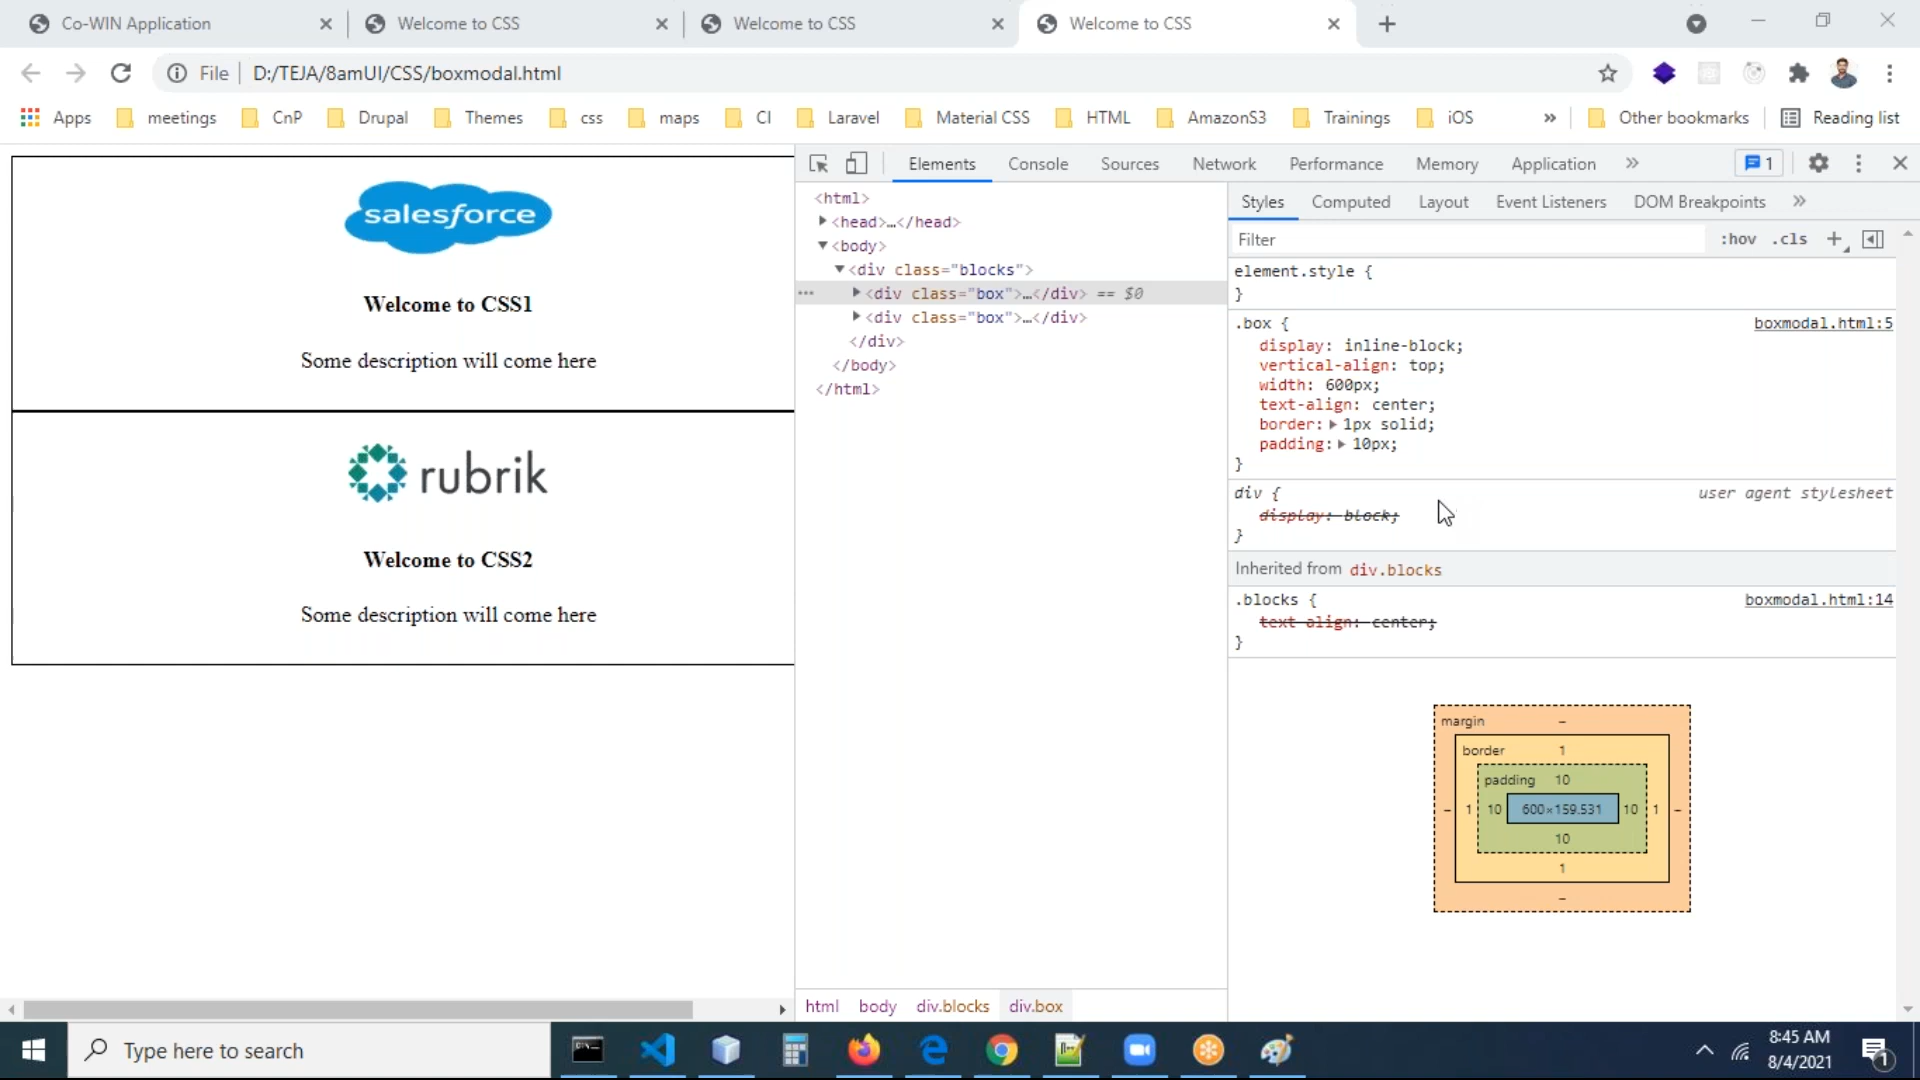 Co-WIN Application
Welcome to CSS
Welcome to CSS
Welcome to CSS
File
D:/TEJA/8amUI/CSS/boxmodal.html
Apps
meetings
CnP
Drupal
Themes
css
maps
CI
Laravel
Material CSS
HTML
AmazonS3
Trainings
iOS
»
Other bookmarks
Reading list
salesforce
Welcome to CSS1
Some description will come here
rubrik
Welcome to CSS2
Some description will come here
Elements
Console
Sources
Network
Performance
Memory
Application
»
1
<html>
<head>…</head>
<body>
<div class="blocks">
<div class="box">…</div> == $0
<div class="box">…</div>
</div>
</body>
</html>
html
body
div.blocks
div.box
Styles
Computed
Layout
Event Listeners
DOM Breakpoints
»
Filter
:hov
.cls
+
element.style {
}
.box {
boxmodal.html:5
display: inline-block;
vertical-align: top;
width: 600px;
text-align: center;
border: 1px solid;
padding: 10px;
}
div {
user agent stylesheet
display: block;
}
Inherited from div.blocks
.blocks {
boxmodal.html:14
text-align: center;
}
margin
–
border
1
padding
10
–
1
10
600×159.531
10
1
–
10
1
–
Type here to search
8:45 AM
8/4/2021
1